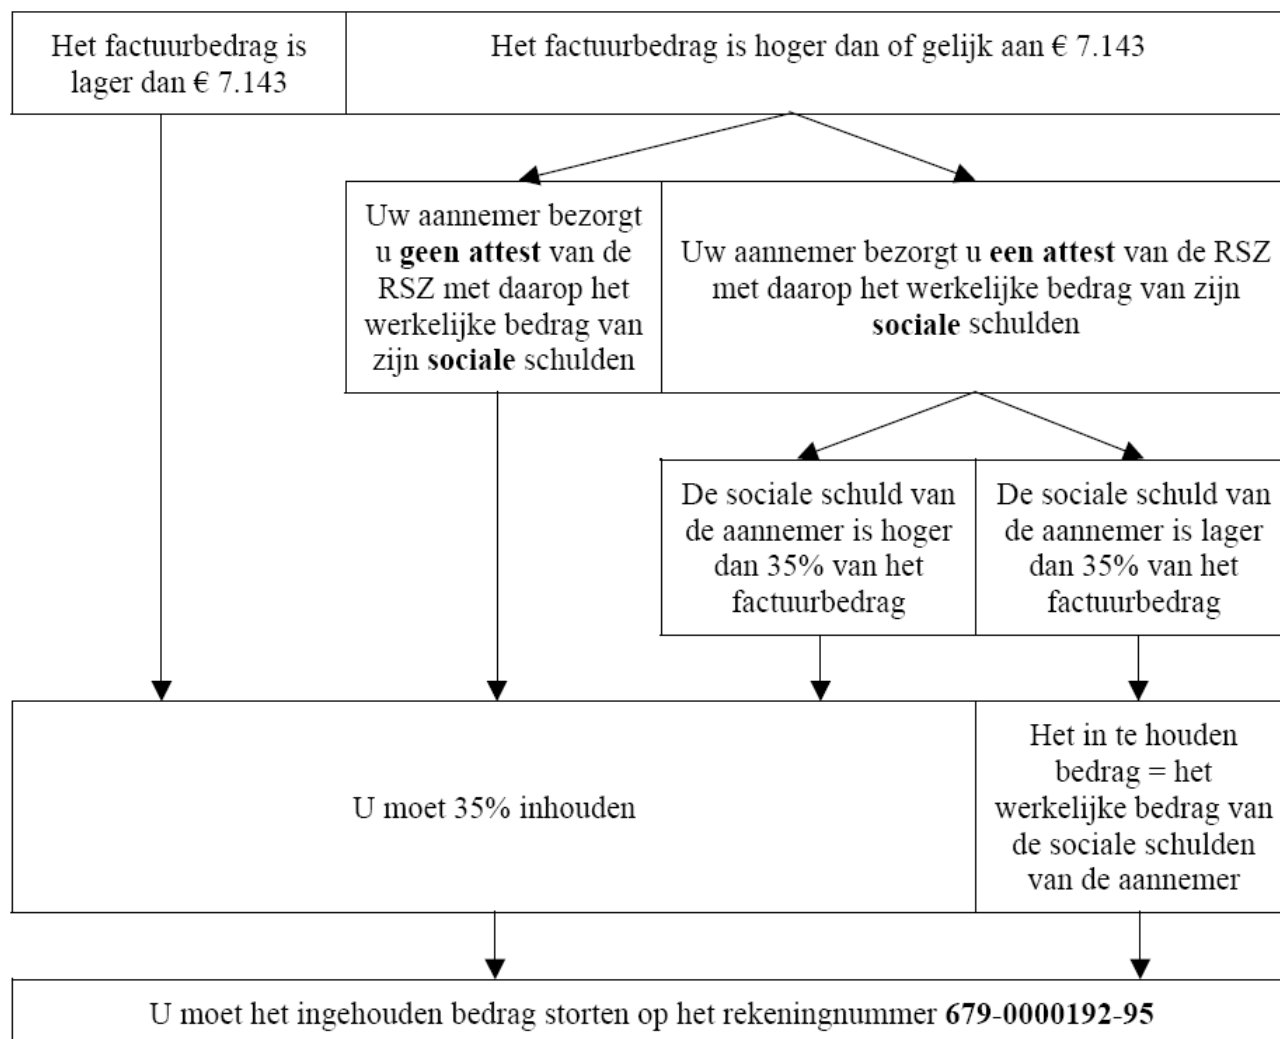 Het factuurbedrag is
lager dan € 7.143
Het factuurbedrag is hoger dan of gelijk aan € 7.143
Uw aannemer bezorgt
u geen attest van de
RSZ met daarop het
werkelijke bedrag van
zijn sociale schulden
Uw aannemer bezorgt u een attest van de RSZ
met daarop het werkelijke bedrag van zijn
sociale schulden
De sociale schuld van
de aannemer is hoger
dan 35% van het
factuurbedrag
De sociale schuld van
de aannemer is lager
dan 35% van het
factuurbedrag
U moet 35% inhouden
Het in te houden
bedrag = het
werkelijke bedrag van
de sociale schulden
van de aannemer
U moet het ingehouden bedrag storten op het rekeningnummer 679-0000192-95